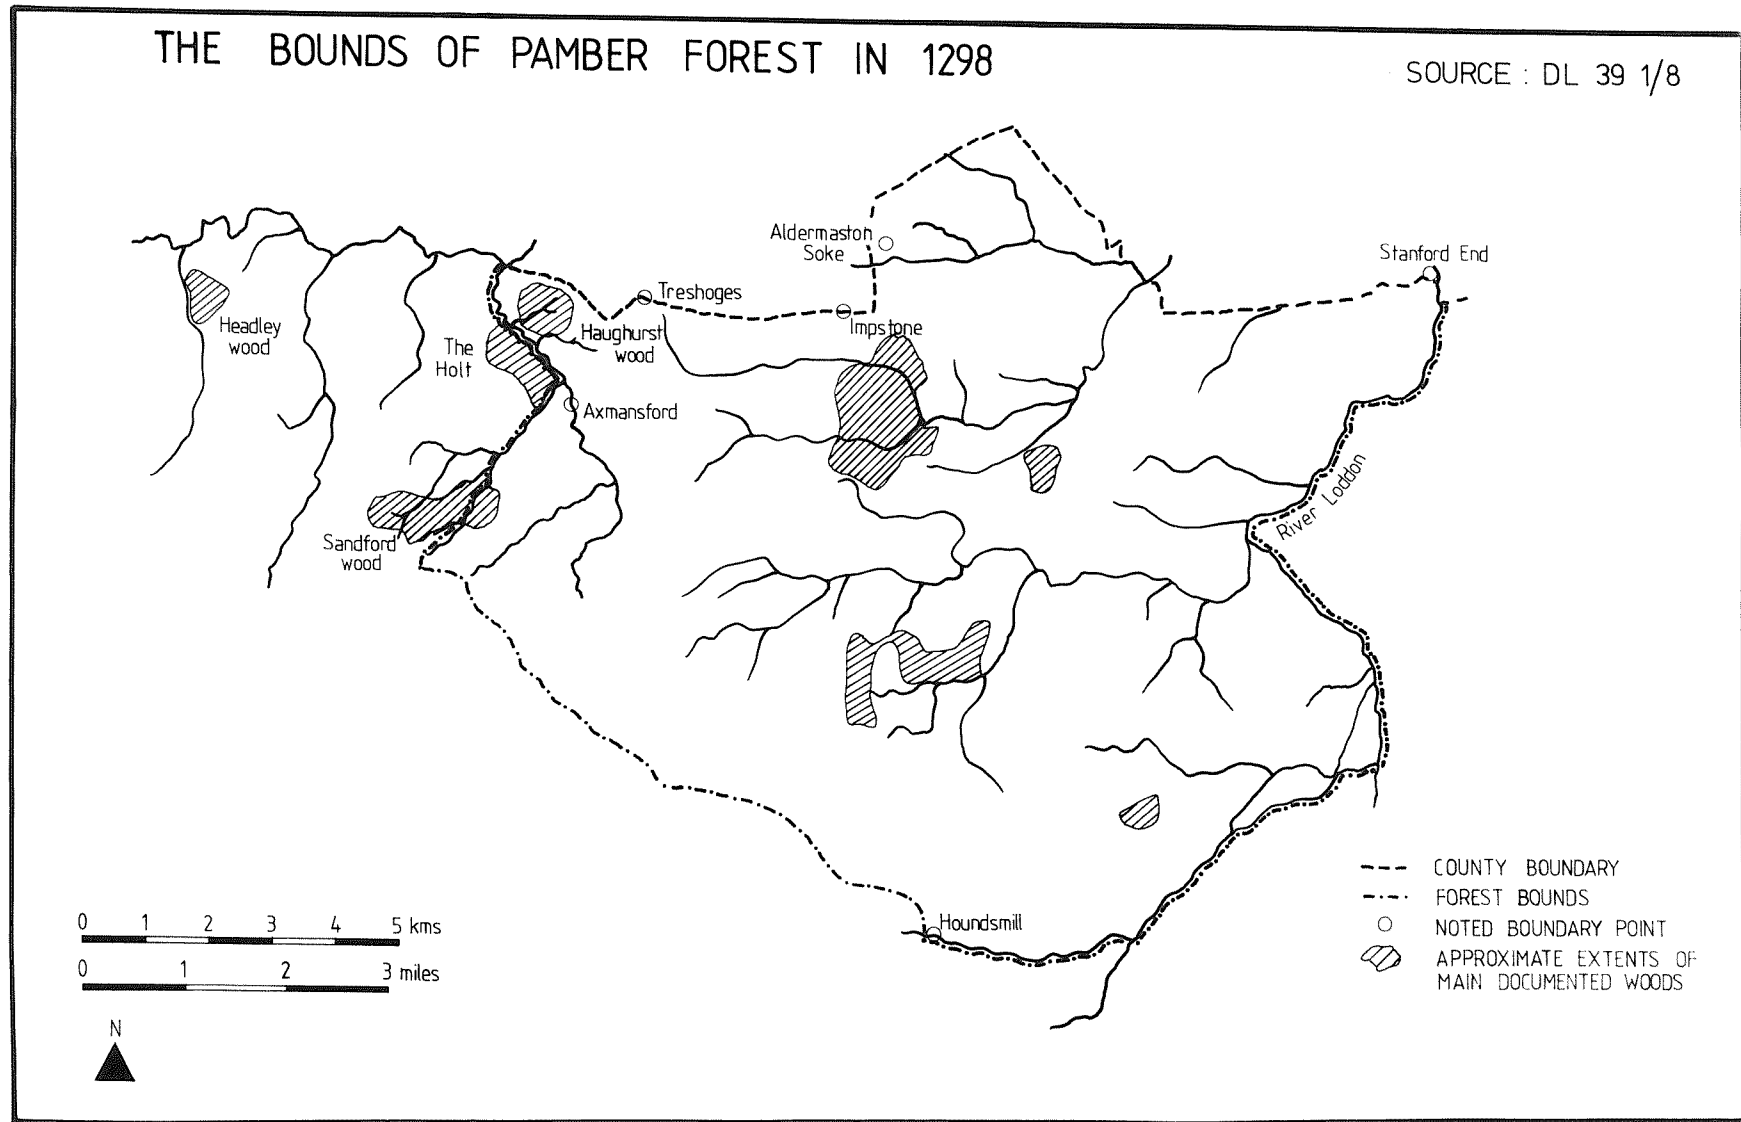 THE BOUNDS OF PAMBER FOREST IN 1298
SOURCE : DL 39 1/8
Aldermaston
Soke
Stanford End
Treshoges
Impstone
Headley
wood
The
Holt
Haughurst
wood
Axmansford
River Loddon
Sandford
wood
Houndsmill
COUNTY BOUNDARY
FOREST BOUNDS
NOTED BOUNDARY POINT
APPROXIMATE EXTENTS OF
MAIN DOCUMENTED WOODS
0 1 2 3 4 5 kms
0 1 2 3 miles
N